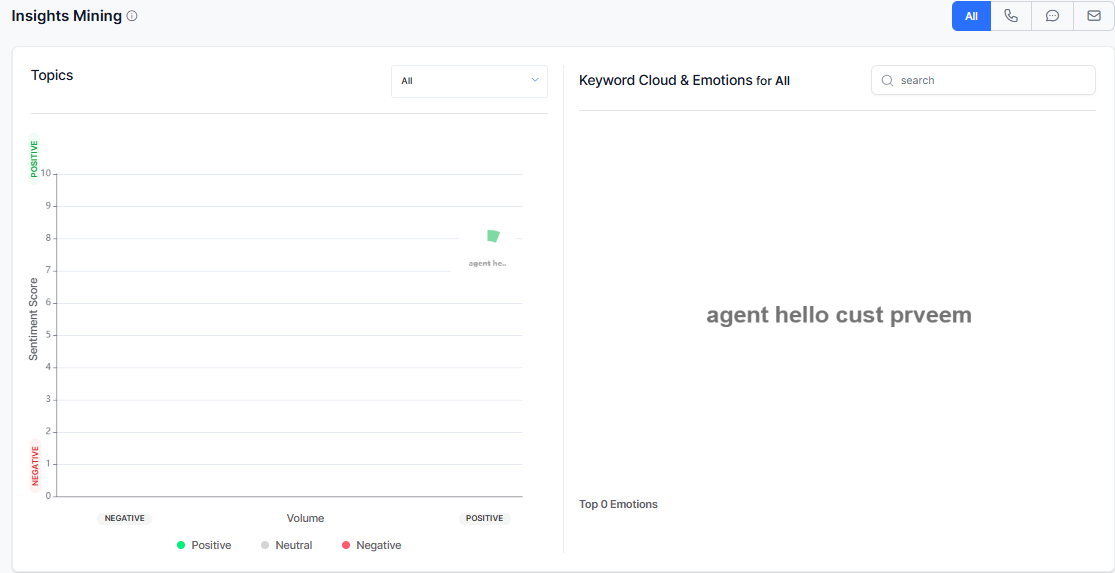 Insights Mining
All
Topics
All
POSITIVE
10
9
8
7
6
5
4
3
2
1
0
Sentiment Score
NEGATIVE
agent he..
NEGATIVE
Volume
POSITIVE
Positive
Neutral
Negative
Keyword Cloud & Emotions for All
search
agent hello cust prveem
Top 0 Emotions